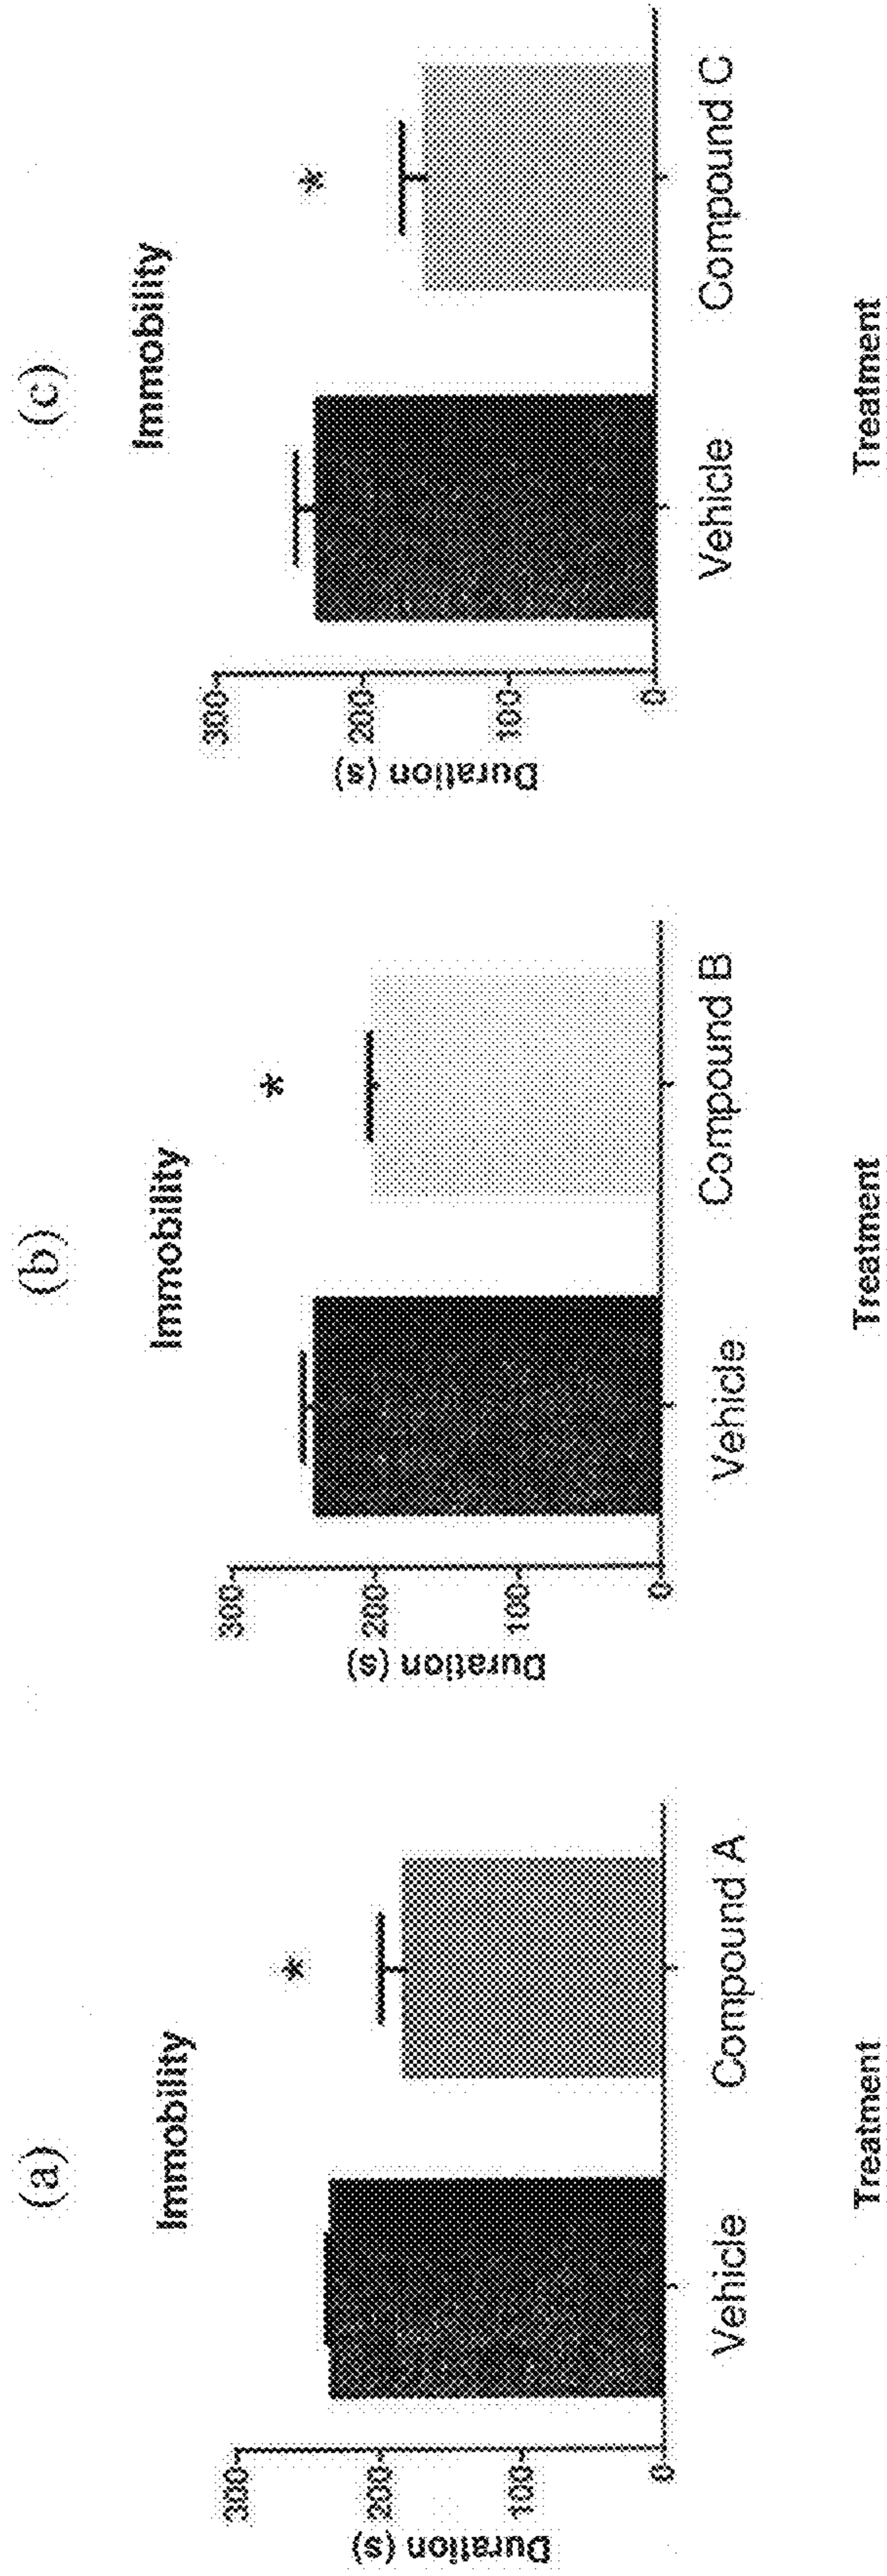 (a)
Immobility
Duration (s)
300
200
100
0
*
Vehicle
Compound A
Treatment
(b)
Immobility
Duration (s)
300
200
100
0
*
Vehicle
Compound B
Treatment
(c)
Immobility
Duration (s)
300
200
100
0
*
Vehicle
Compound C
Treatment